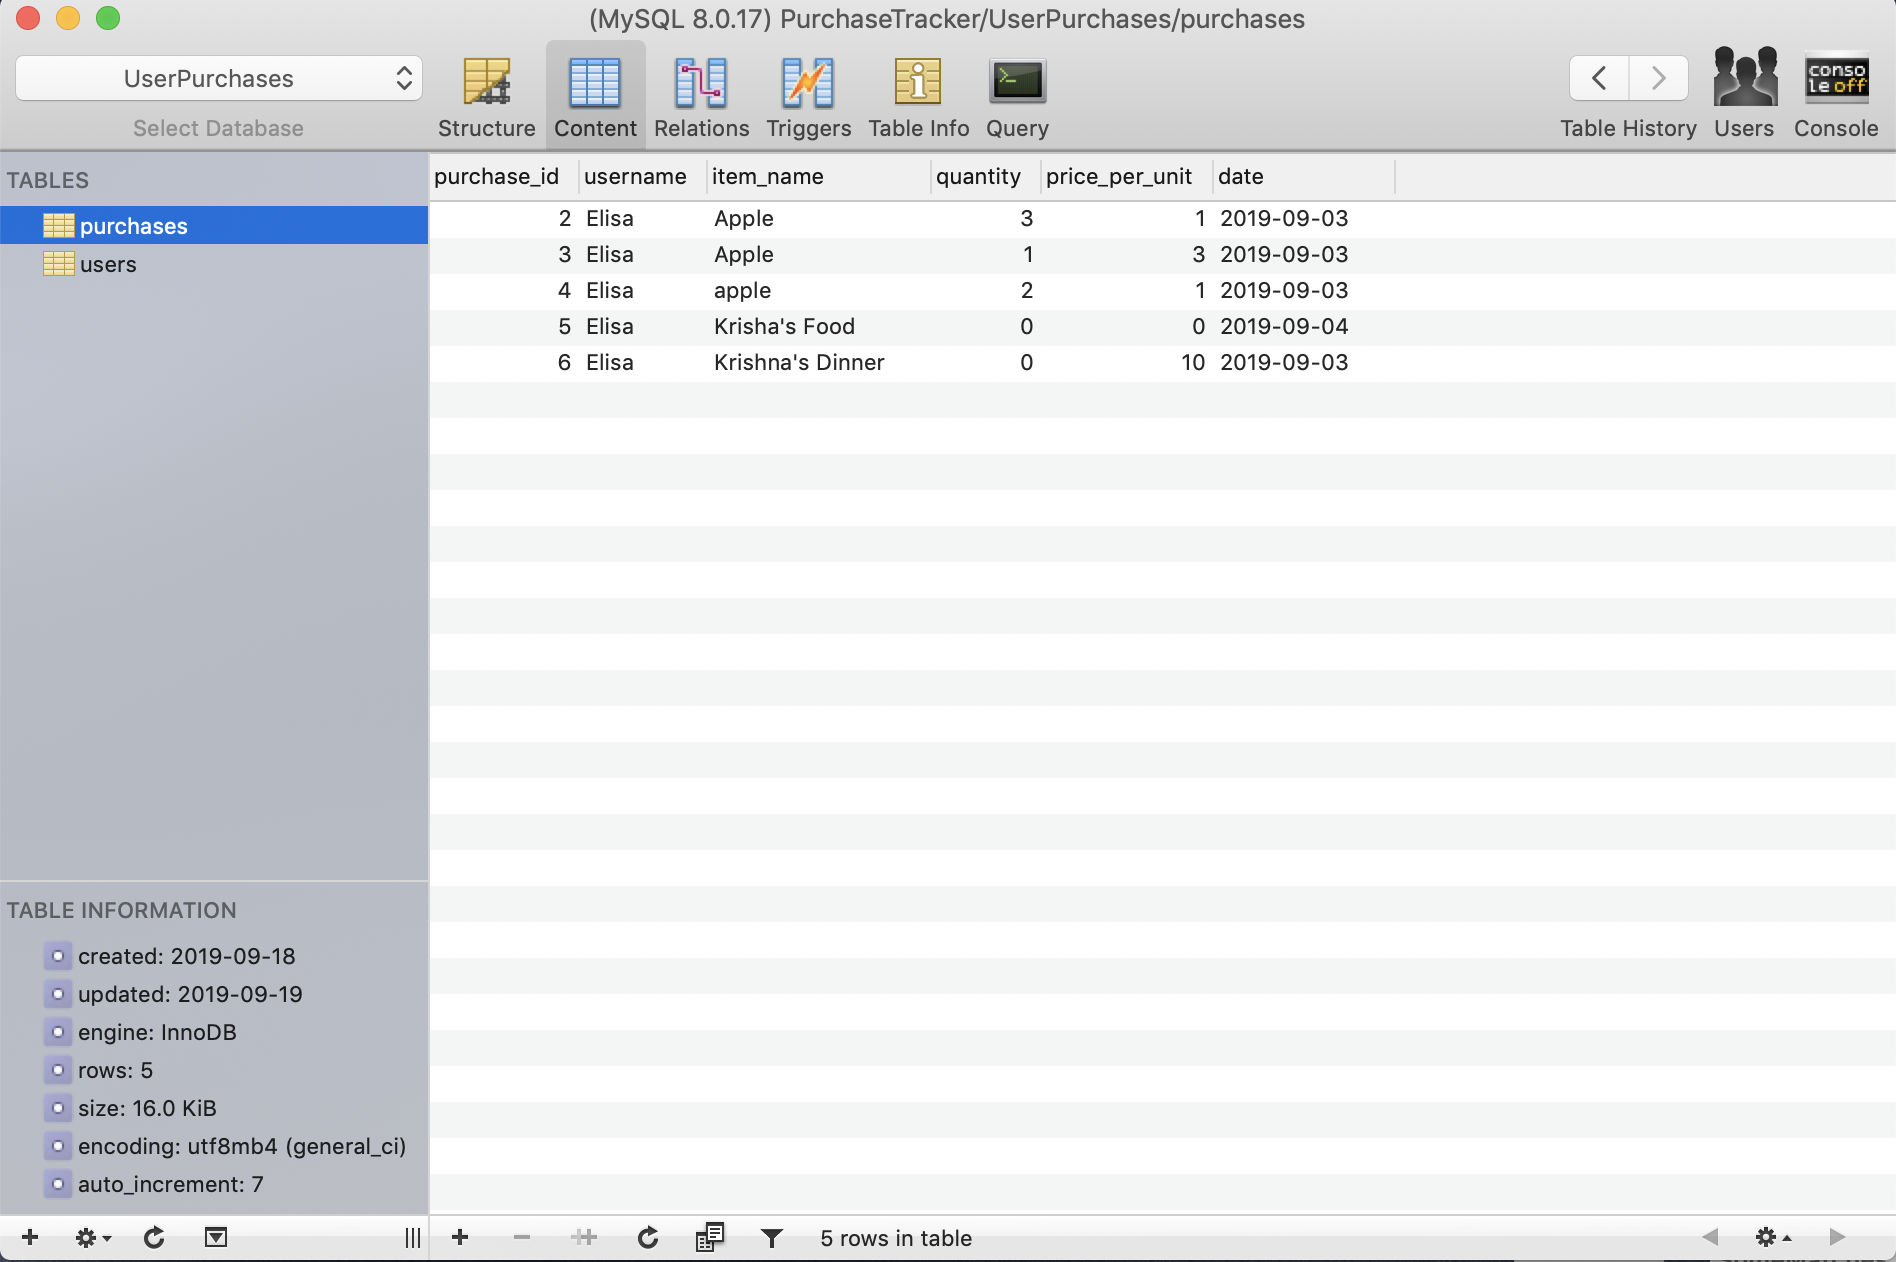 (MySQL 8.0.17) PurchaseTracker/UserPurchases/purchases
UserPurchases
Select Database
Structure
Content
Relations
Triggers
Table Info
Query
Table History
Users
conso
le off
Console
TABLES
purchases
users
purchase_id username item_name quantity price_per_unit date
2 Elisa Apple 3 1 2019-09-03
3 Elisa Apple 1 3 2019-09-03
4 Elisa apple 2 1 2019-09-03
5 Elisa Krisha's Food 0 0 2019-09-04
6 Elisa Krishna's Dinner 0 10 2019-09-03
TABLE INFORMATION
created: 2019-09-18
updated: 2019-09-19
engine: InnoDB
rows: 5
size: 16.0 KiB
encoding: utf8mb4 (general_ci)
auto_increment: 7
5 rows in table